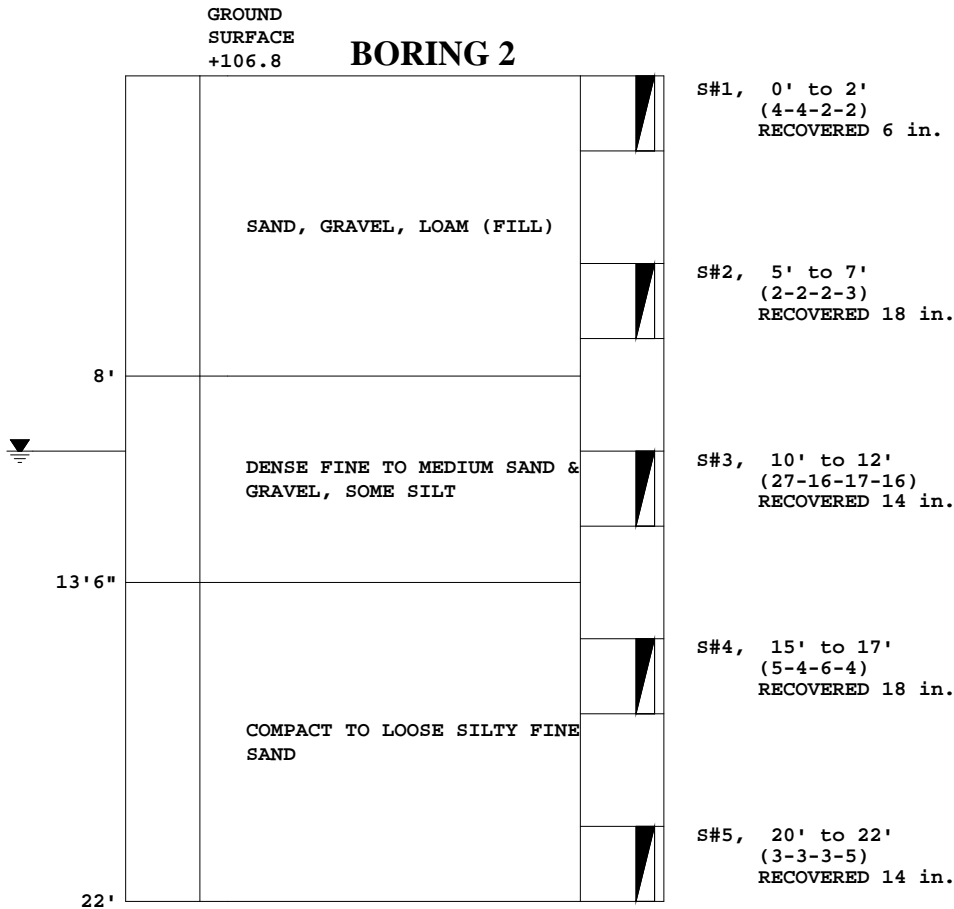 GROUND
SURFACE
+106.8
BORING 2
S#1, 0' to 2'
(4-4-2-2)
RECOVERED 6 in.
SAND, GRAVEL, LOAM (FILL)
S#2, 5' to 7'
(2-2-2-3)
RECOVERED 18 in.
8'
DENSE FINE TO MEDIUM SAND &
GRAVEL, SOME SILT
S#3, 10' to 12'
(27-16-17-16)
RECOVERED 14 in.
13'6"
S#4, 15' to 17'
(5-4-6-4)
RECOVERED 18 in.
COMPACT TO LOOSE SILTY FINE
SAND
S#5, 20' to 22'
(3-3-3-5)
RECOVERED 14 in.
22'